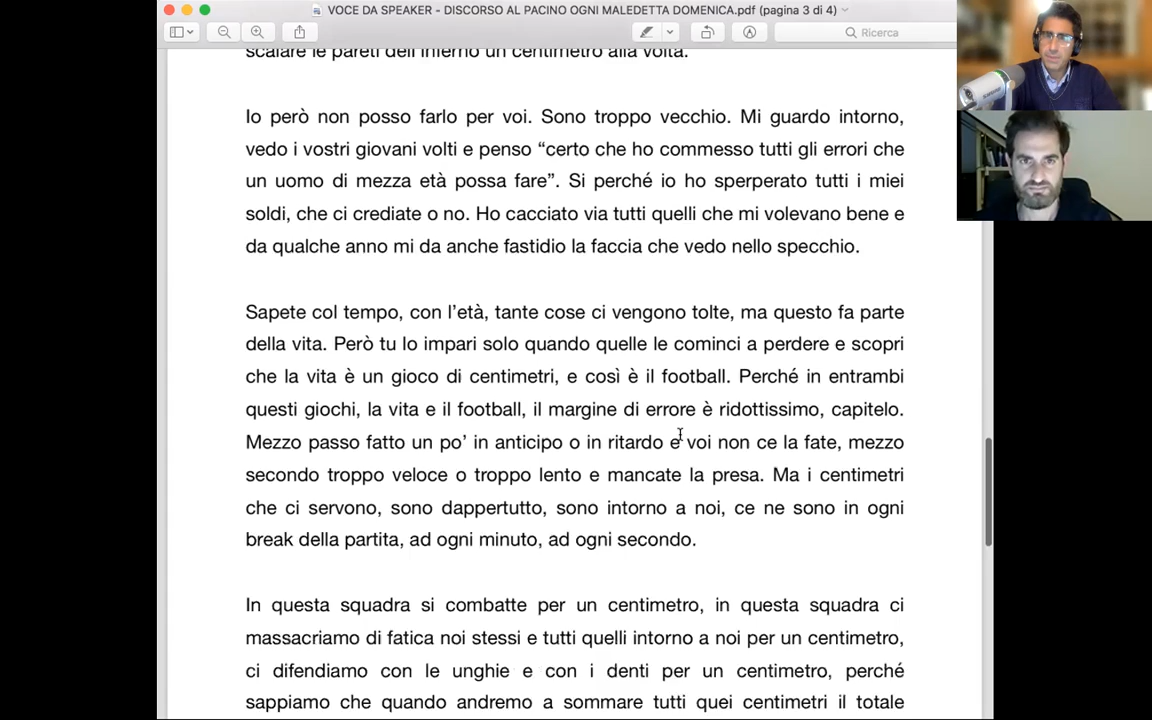 VOCE DA SPEAKER - DISCORSO AL PACINO OGNI MALEDETTA DOMENICA.pdf (pagina 3 di 4)
Ricerca
scalare le pareti dell'inferno un centimetro alla volta.
Io però non posso farlo per voi. Sono troppo vecchio. Mi guardo intorno,
vedo i vostri giovani volti e penso “certo che ho commesso tutti gli errori che
un uomo di mezza età possa fare”. Si perché io ho sperperato tutti i miei
soldi, che ci crediate o no. Ho cacciato via tutti quelli che mi volevano bene e
da qualche anno mi da anche fastidio la faccia che vedo nello specchio.
Sapete col tempo, con l’età, tante cose ci vengono tolte, ma questo fa parte
della vita. Però tu lo impari solo quando quelle le cominci a perdere e scopri
che la vita è un gioco di centimetri, e così è il football. Perché in entrambi
questi giochi, la vita e il football, il margine di errore è ridottissimo, capitelo.
Mezzo passo fatto un po’ in anticipo o in ritardo e voi non ce la fate, mezzo
secondo troppo veloce o troppo lento e mancate la presa. Ma i centimetri
che ci servono, sono dappertutto, sono intorno a noi, ce ne sono in ogni
break della partita, ad ogni minuto, ad ogni secondo.
In questa squadra si combatte per un centimetro, in questa squadra ci
massacriamo di fatica noi stessi e tutti quelli intorno a noi per un centimetro,
ci difendiamo con le unghie e con i denti per un centimetro, perché
sappiamo che quando andremo a sommare tutti quei centimetri il totale